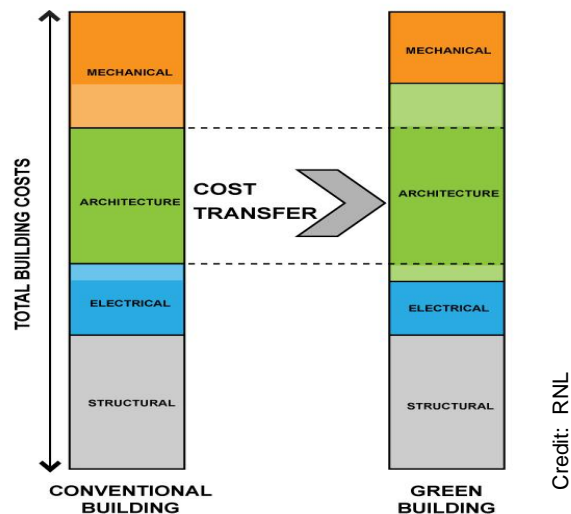 TOTAL BUILDING COSTS
MECHANICAL
ARCHITECTURE
ELECTRICAL
STRUCTURAL
CONVENTIONAL
BUILDING
COST
TRANSFER
MECHANICAL
ARCHITECTURE
ELECTRICAL
STRUCTURAL
GREEN
BUILDING
Credit: RNL